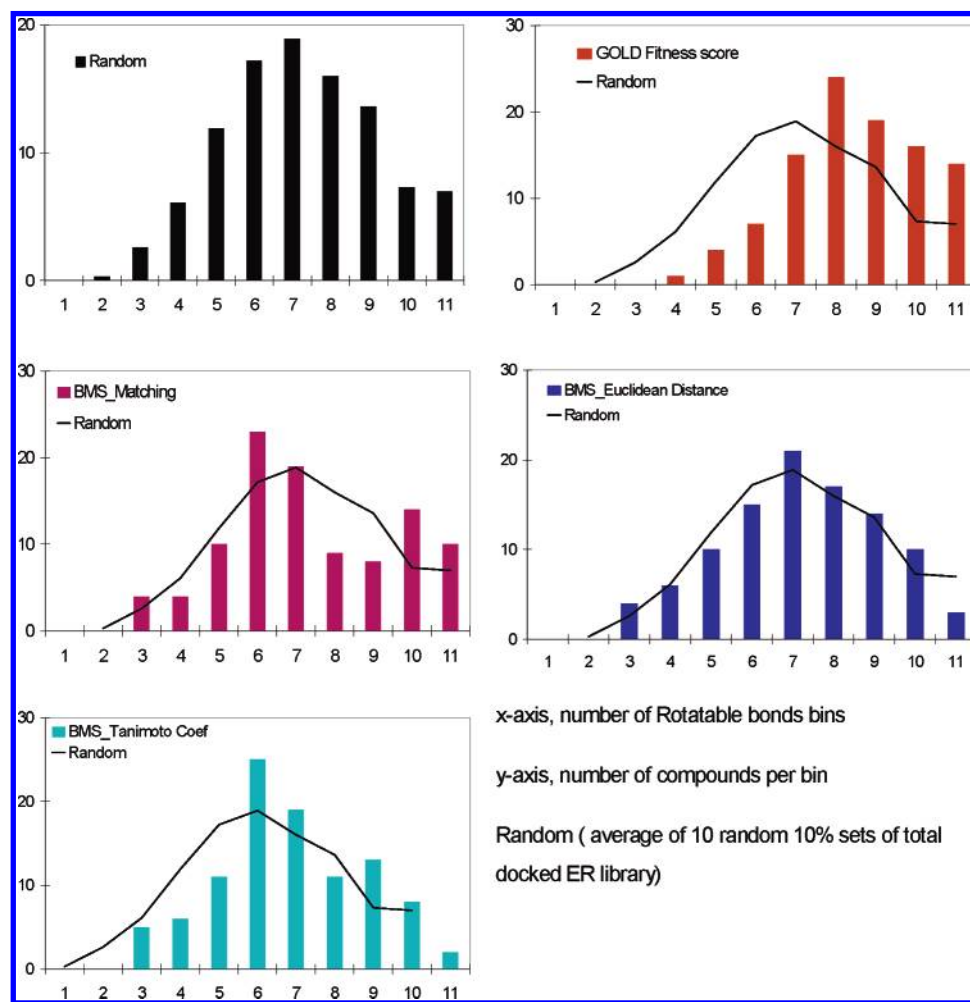 20
10
0
Random
1 2 3 4 5 6 7 8 9 10 11
30
20
10
0
GOLD Fitness score
Random
1 2 3 4 5 6 7 8 9 10 11
30
20
10
0
BMS_Matching
Random
1 2 3 4 5 6 7 8 9 10 11
30
20
10
0
BMS_Euclidean Distance
Random
1 2 3 4 5 6 7 8 9 10 11
30
20
10
0
BMS_Tanimoto Coef
Random
1 2 3 4 5 6 7 8 9 10 11
x-axis, number of Rotatable bonds bins
y-axis, number of compounds per bin
Random ( average of 10 random 10% sets of total
docked ER library)